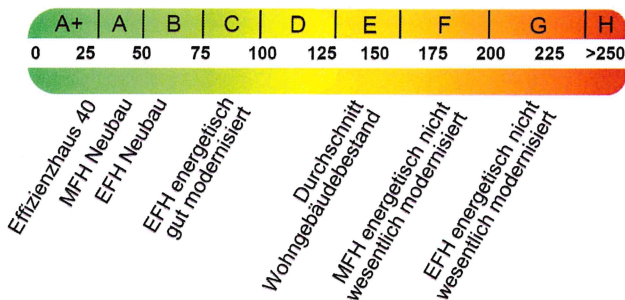 A+ A B C D E F G H
0 25 50 75 100 125 150 175 200 225 >250
Effizienzhaus 40
MFH Neubau
EFH Neubau
EFH energetisch
gut modernisiert
Durchschnitt
Wohngebäudebestand
MFH energetisch nicht
wesentlich modernisiert
EFH energetisch nicht
wesentlich modernisiert